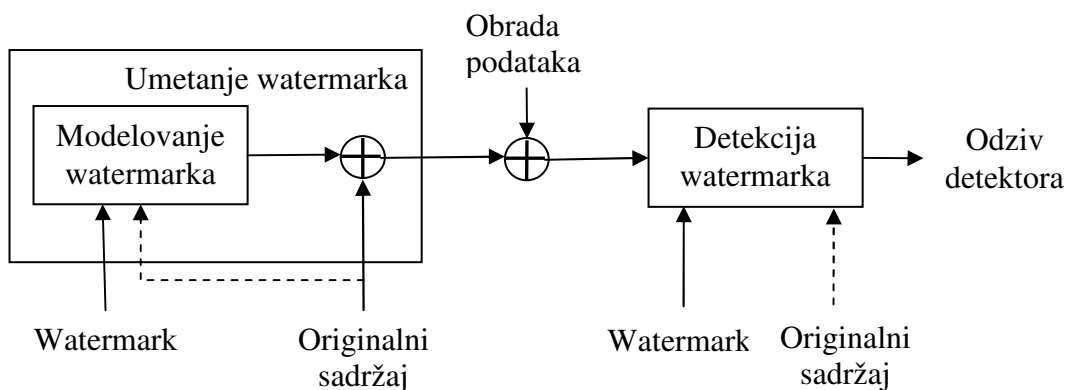 Obrada
podataka
Umetanje watermarka
Modelovanje
watermarka
Detekcija
watermarka
Odziv
detektora
Watermark
Originalni
sadržaj
Watermark
Originalni
sadržaj